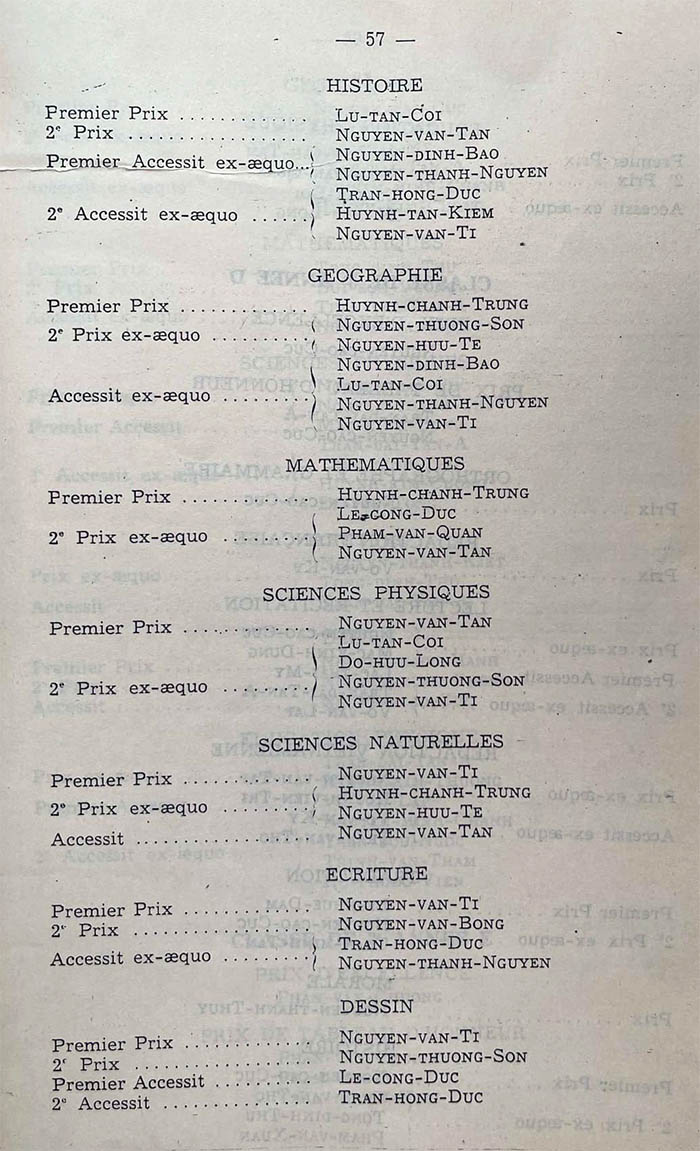 — 57 —
HISTOIRE
Premier Prix ............. LU-TAN-COI
2e Prix .................. NGUYEN-VAN-TAN
Premier Accessit ex-æquo... NGUYEN-DINH-BAO
NGUYEN-THANH-NGUYEN
TRAN-HONG-DUC
2e Accessit ex-æquo ...... HUYNH-TAN-KIEM
NGUYEN-VAN-TI
GEOGRAPHIE
Premier Prix ............. HUYNH-CHANH-TRUNG
2e Prix ex-æquo .......... NGUYEN-THUONG-SON
NGUYEN-HUU-TE
NGUYEN-DINH-BAO
LU-TAN-COI
Accessit ex-æquo ......... NGUYEN-THANH-NGUYEN
NGUYEN-VAN-TI
MATHEMATIQUES
Premier Prix ............. HUYNH-CHANH-TRUNG
LE-CONG-DUC
2e Prix ex-æquo .......... PHAM-VAN-QUAN
NGUYEN-VAN-TAN
SCIENCES PHYSIQUES
Premier Prix ............. NGUYEN-VAN-TAN
LU-TAN-COI
DO-HUU-LONG
2e Prix ex-æquo .......... NGUYEN-THUONG-SON
NGUYEN-VAN-TI
SCIENCES NATURELLES
Premier Prix ............. NGUYEN-VAN-TI
HUYNH-CHANH-TRUNG
2e Prix ex-æquo .......... NGUYEN-HUU-TE
Accessit ................. NGUYEN-VAN-TAN
ECRITURE
Premier Prix ............. NGUYEN-VAN-TI
2e Prix .................. NGUYEN-VAN-BONG
Accessit ex-æquo ......... TRAN-HONG-DUC
NGUYEN-THANH-NGUYEN
DESSIN
Premier Prix ............. NGUYEN-VAN-TI
2e Prix .................. NGUYEN-THUONG-SON
Premier Accessit ......... LE-CONG-DUC
2e Accessit .............. TRAN-HONG-DUC